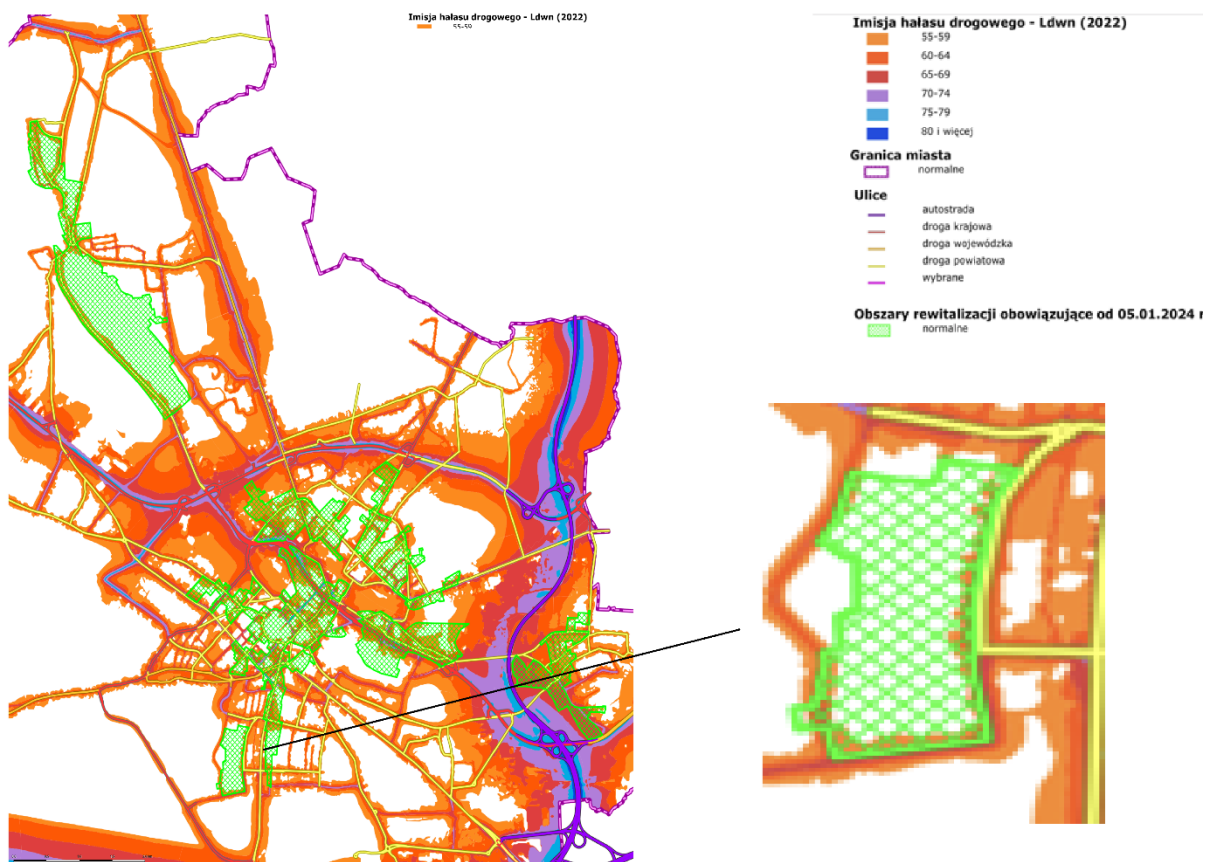 Imisja hałasu drogowego - Ldwn (2022)
55-59
Imisja hałasu drogowego - Ldwn (2022)
55-59
60-64
65-69
70-74
75-79
80 i więcej
Granica miasta
normalne
Ulice
autostrada
droga krajowa
droga wojewódzka
droga powiatowa
wybrane
Obszary rewitalizacji obowiązujące od 05.01.2024 r
normalne